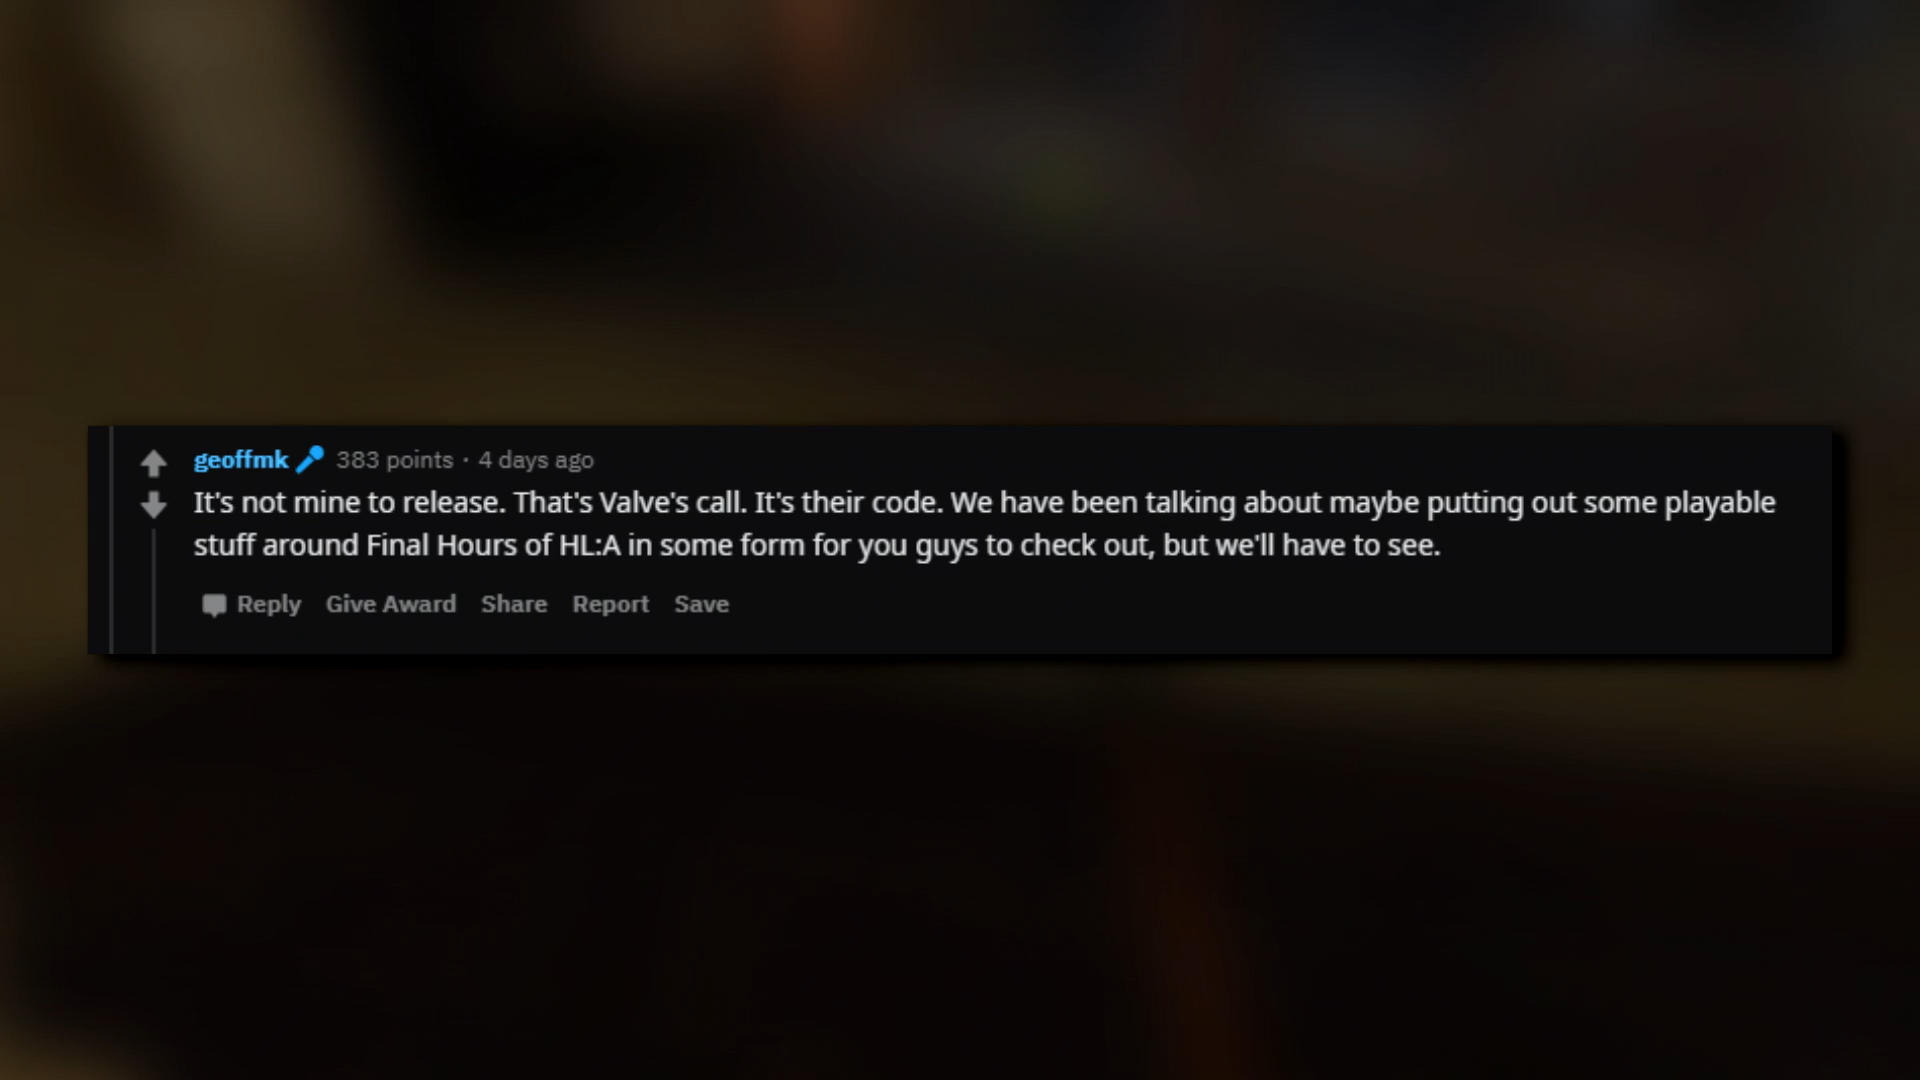 geoffmk 383 points · 4 days ago
It's not mine to release. That's Valve's call. It's their code. We have been talking about maybe putting out some playable
stuff around Final Hours of HL:A in some form for you guys to check out, but we'll have to see.
Reply Give Award Share Report Save